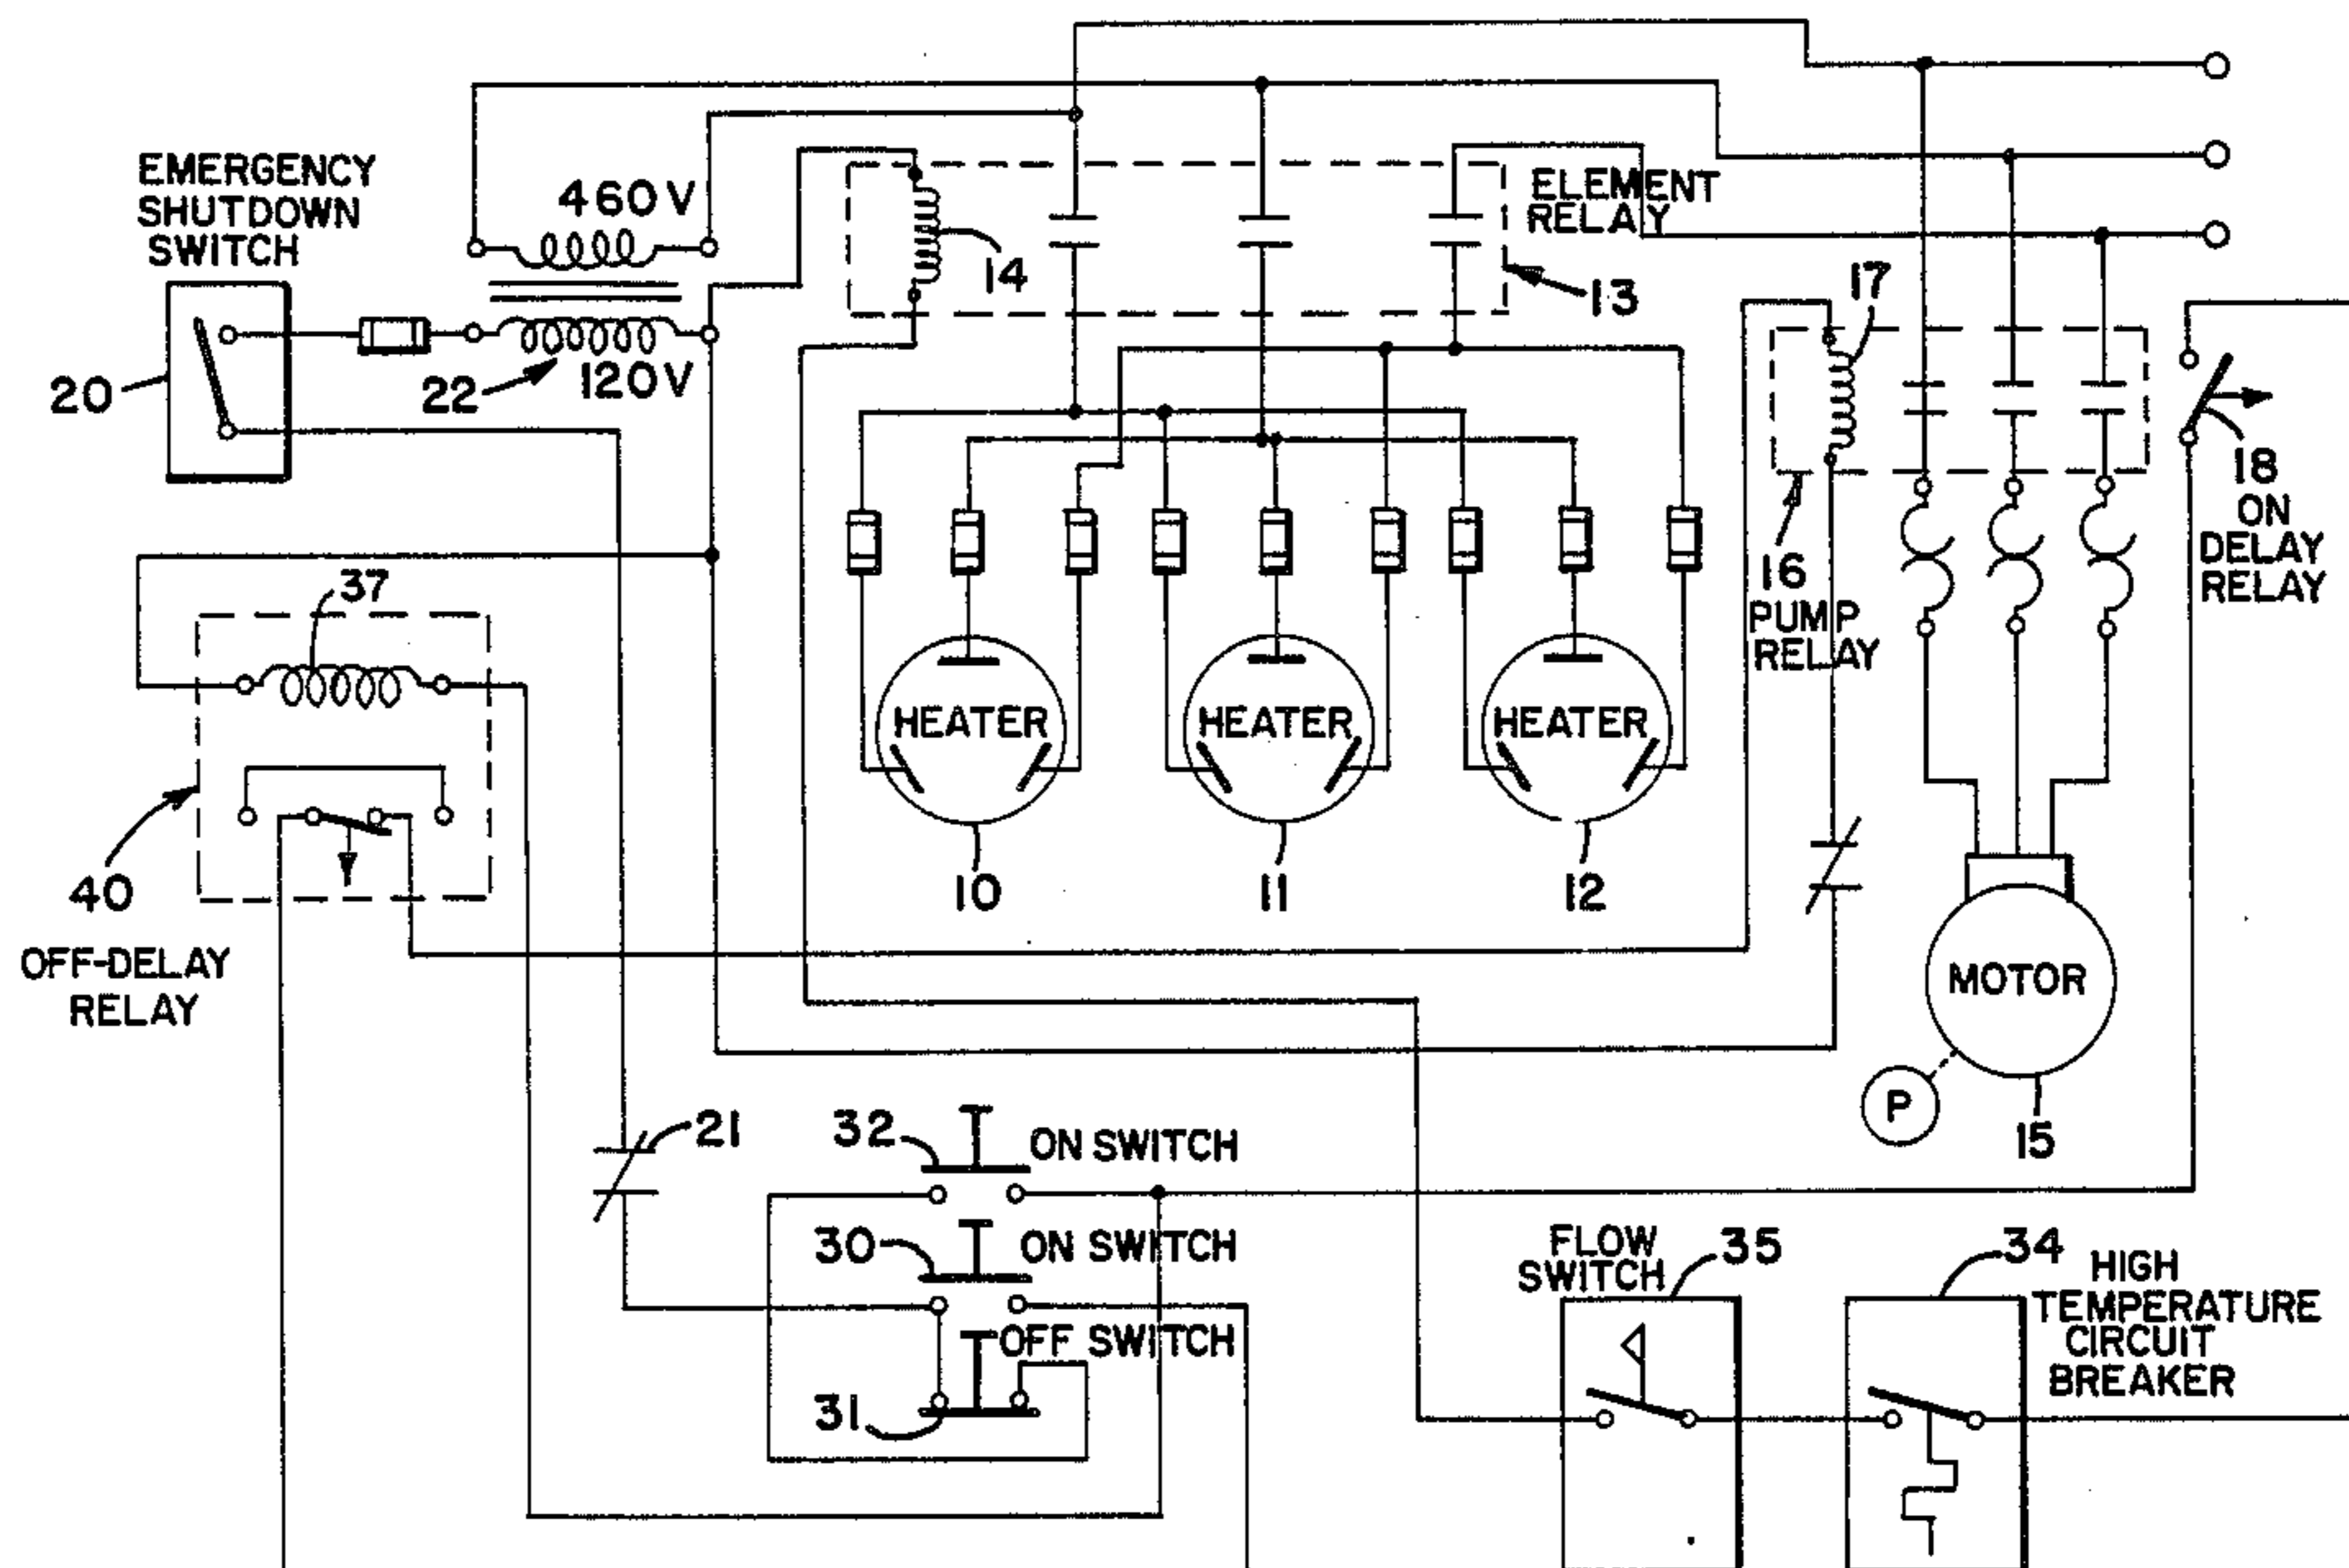 EMERGENCY
SHUTDOWN
SWITCH
460V
ELEMENT
RELAY
14
13
17
20
22
120V
18
ON
DELAY
RELAY
16
PUMP
RELAY
37
HEATER
HEATER
HEATER
40
10
11
12
OFF-DELAY
RELAY
MOTOR
P
15
21
32
ON SWITCH
30
ON SWITCH
OFF SWITCH
31
FLOW
SWITCH
35
34
HIGH
TEMPERATURE
CIRCUIT
BREAKER